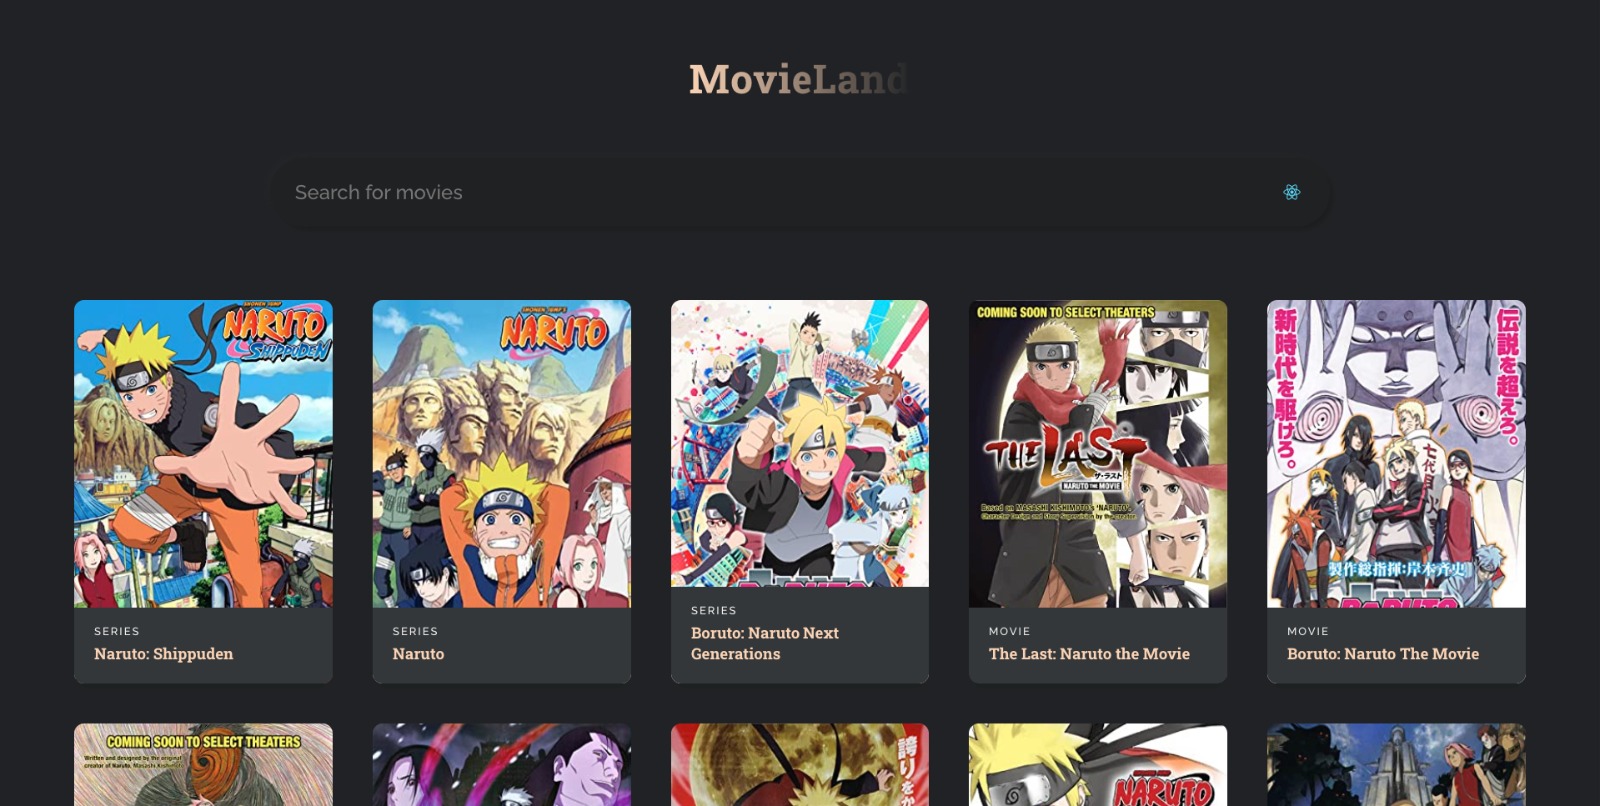 MovieLand
Search for movies
SHONEN JUMP
NARUTO
SHIPPUDEN
SERIES
Naruto: Shippuden
SHONEN JUMP'S
NARUTO
SERIES
Naruto
SERIES
Boruto: Naruto Next
Generations
COMING SOON TO SELECT THEATERS
THE LAST
ザ・ラスト
NARUTO THE MOVIE
Based on MASASHI KISHIMOTO'S "NARUTO".
Character Design and Story Supervision by the creator.
MOVIE
The Last: Naruto the Movie
伝説を超えろ。
新時代を駆けろ。
七代目
製作総指揮:岸本斉史
BORUTO
MOVIE
Boruto: Naruto The Movie
COMING SOON TO SELECT THEATERS
Written and designed by the original
creator of Naruto, Masashi Kishimoto
誇りをか
NARUTO